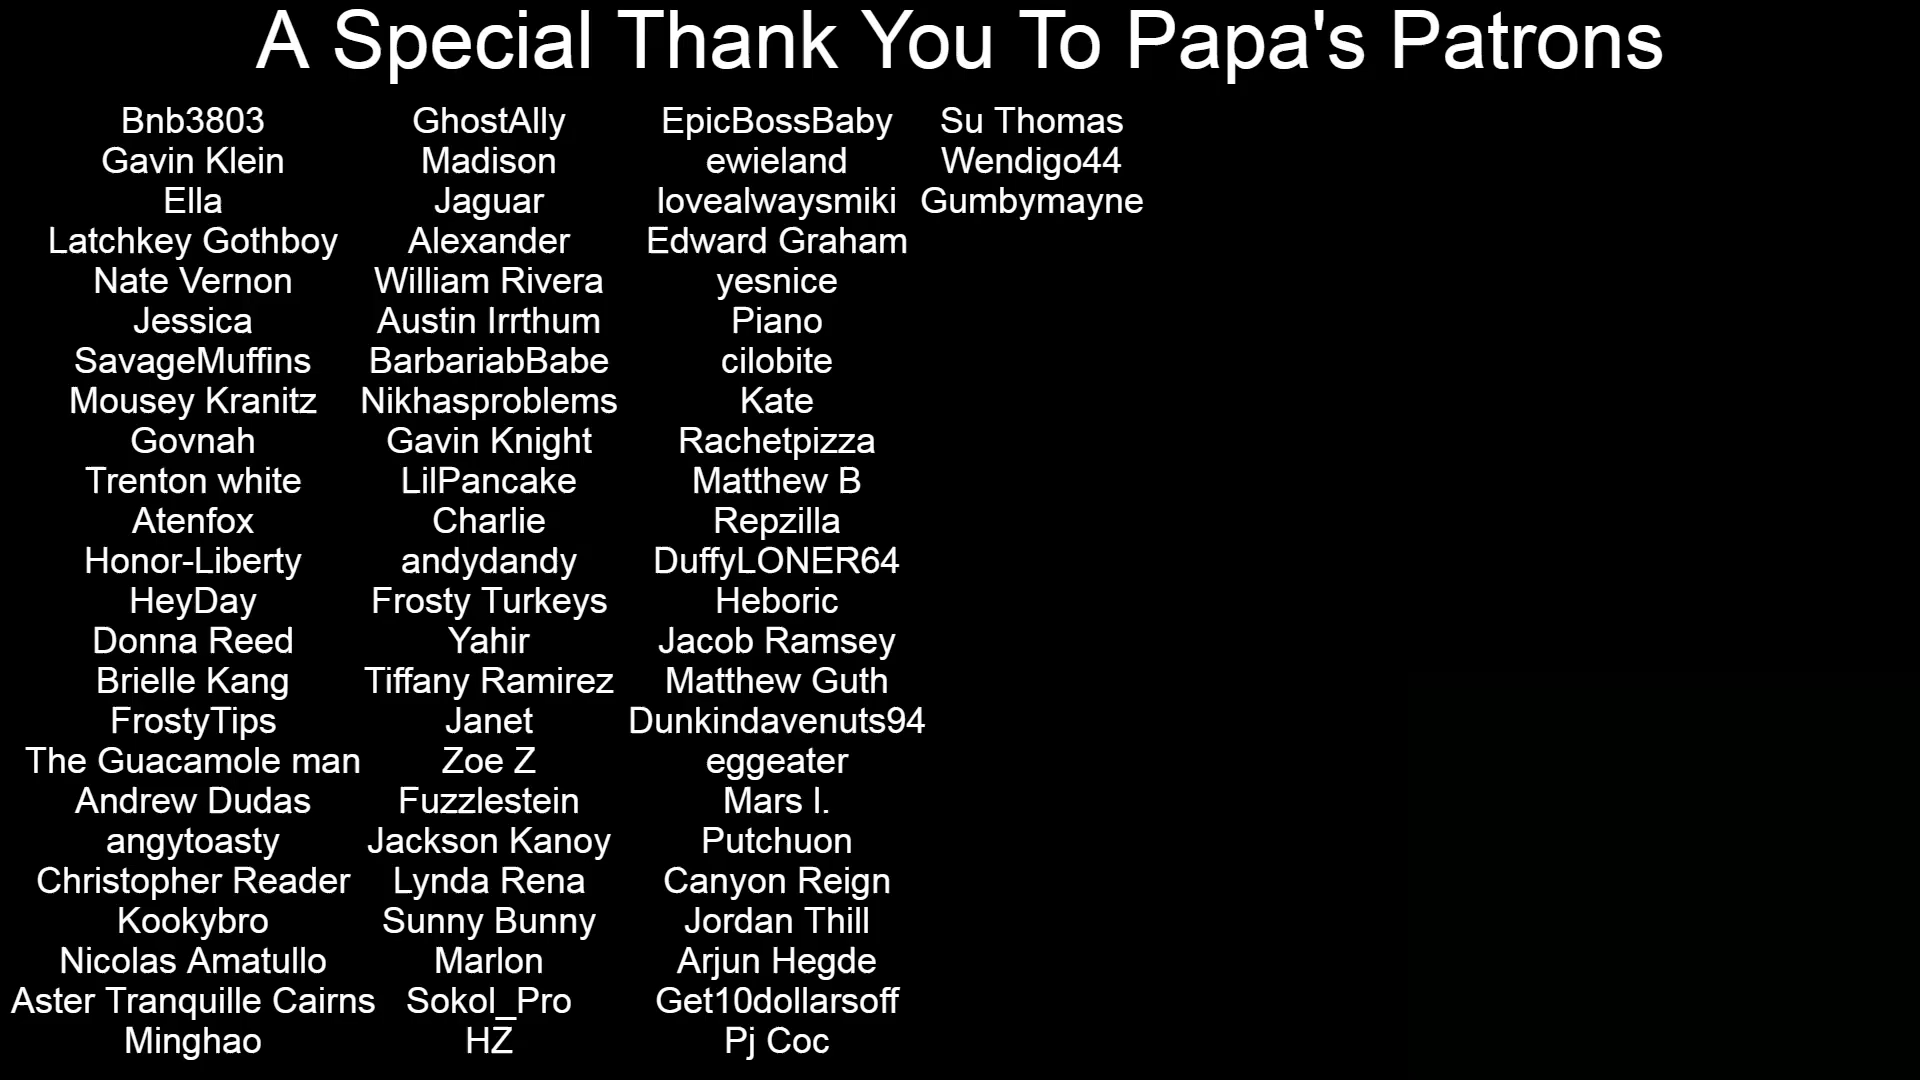 A Special Thank You To Papa's Patrons
Bnb3803
Gavin Klein
Ella
Latchkey Gothboy
Nate Vernon
Jessica
SavageMuffins
Mousey Kranitz
Govnah
Trenton white
Atenfox
Honor-Liberty
HeyDay
Donna Reed
Brielle Kang
FrostyTips
The Guacamole man
Andrew Dudas
angytoasty
Christopher Reader
Kookybro
Nicolas Amatullo
Aster Tranquille Cairns
Minghao
GhostAlly
Madison
Jaguar
Alexander
William Rivera
Austin Irrthum
BarbariabBabe
Nikhasproblems
Gavin Knight
LilPancake
Charlie
andydandy
Frosty Turkeys
Yahir
Tiffany Ramirez
Janet
Zoe Z
Fuzzlestein
Jackson Kanoy
Lynda Rena
Sunny Bunny
Marlon
Sokol_Pro
HZ
EpicBossBaby
ewieland
lovealwaysmiki
Edward Graham
yesnice
Piano
cilobite
Kate
Rachetpizza
Matthew B
Repzilla
DuffyLONER64
Heboric
Jacob Ramsey
Matthew Guth
Dunkindavenuts94
eggeater
Mars l.
Putchuon
Canyon Reign
Jordan Thill
Arjun Hegde
Get10dollarsoff
Pj Coc
Su Thomas
Wendigo44
Gumbymayne